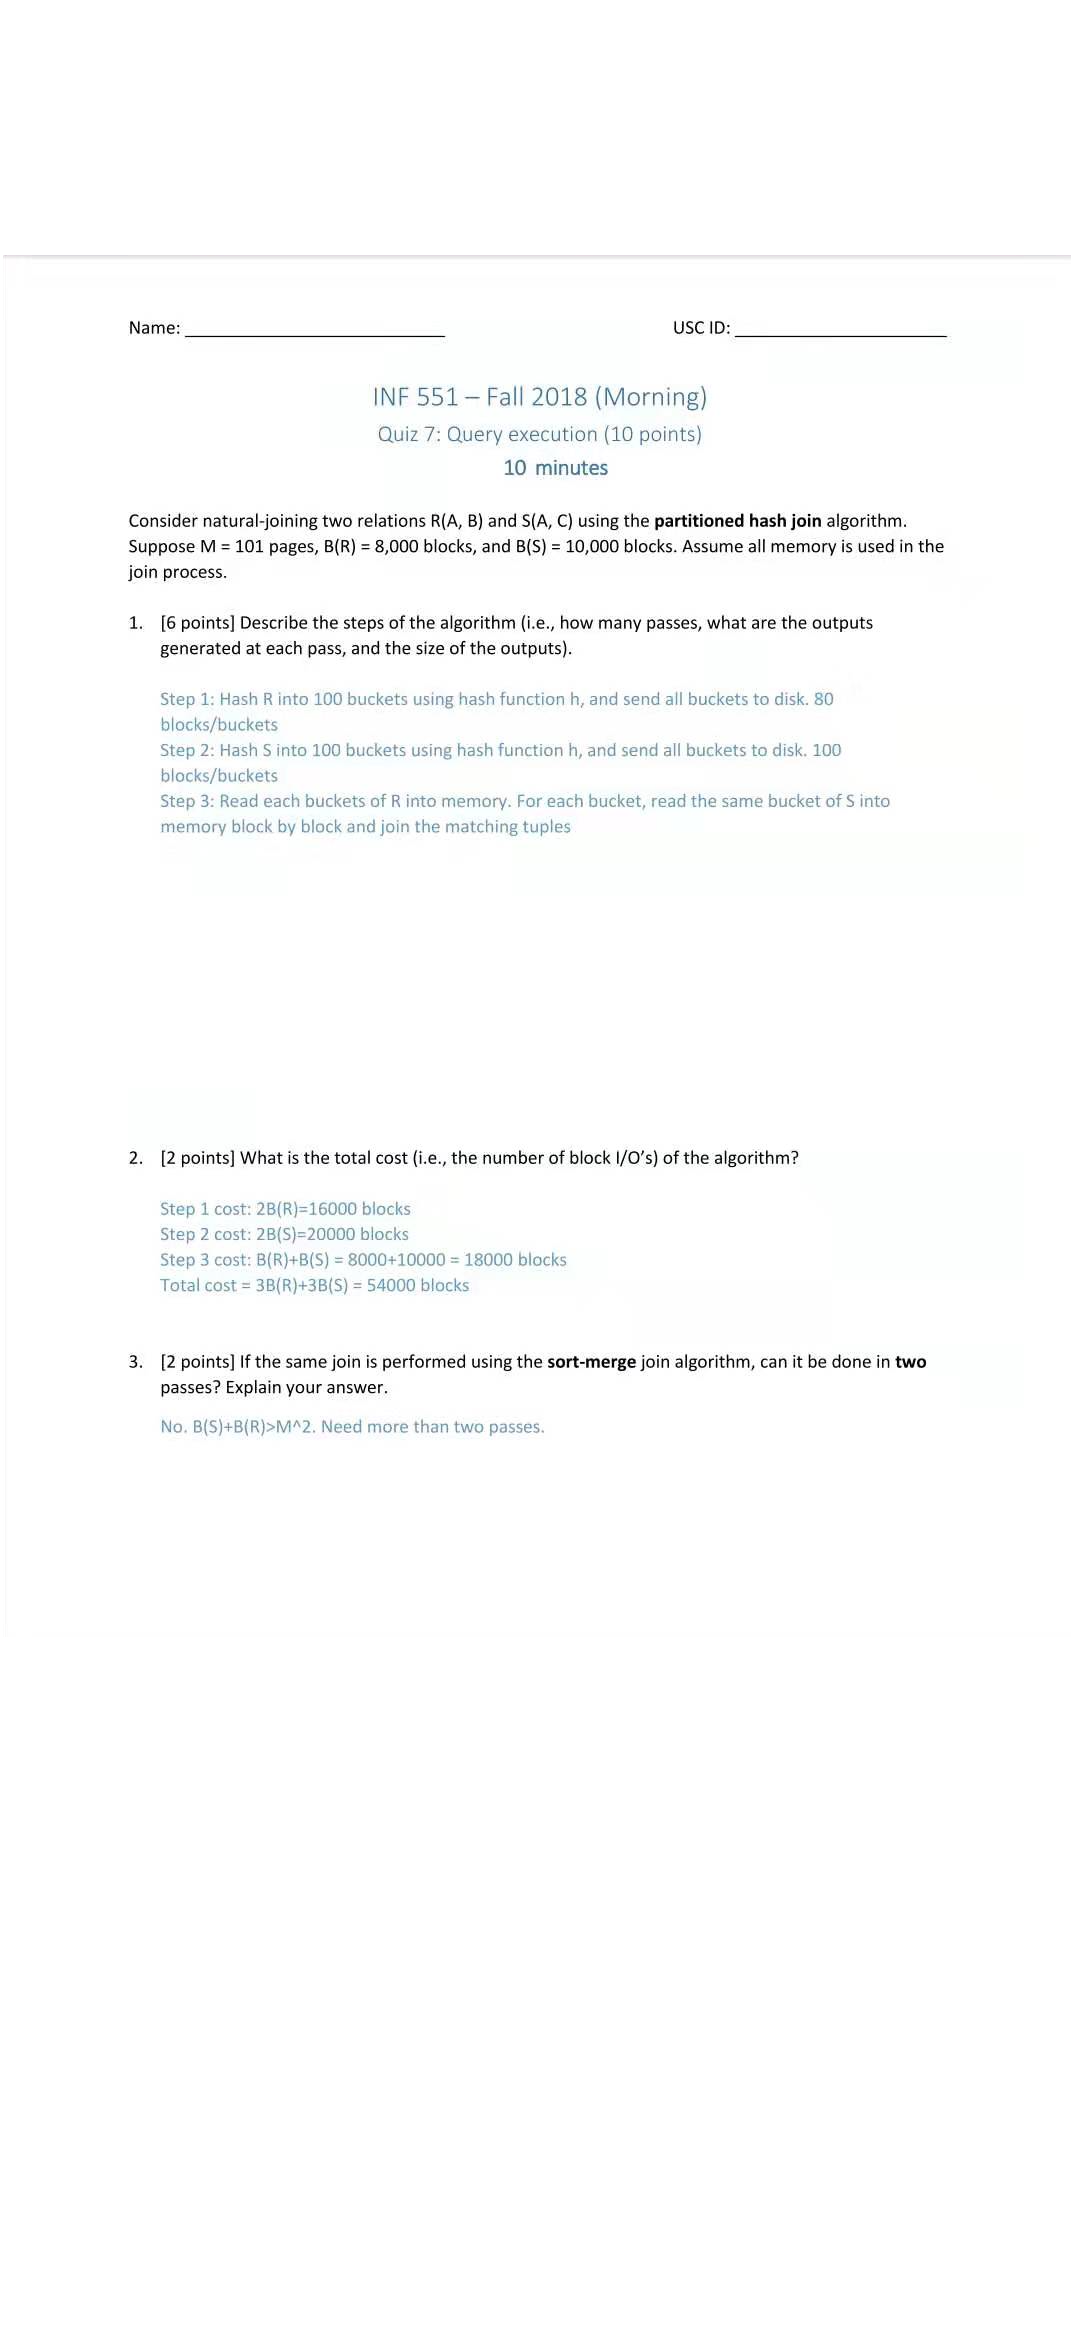 Name: USC ID:
INF 551 – Fall 2018 (Morning)
Quiz 7: Query execution (10 points)
10 minutes
Consider natural-joining two relations R(A, B) and S(A, C) using the partitioned hash join algorithm.
Suppose M = 101 pages, B(R) = 8,000 blocks, and B(S) = 10,000 blocks. Assume all memory is used in the
join process.
1. [6 points] Describe the steps of the algorithm (i.e., how many passes, what are the outputs
generated at each pass, and the size of the outputs).
Step 1: Hash R into 100 buckets using hash function h, and send all buckets to disk. 80
blocks/buckets
Step 2: Hash S into 100 buckets using hash function h, and send all buckets to disk. 100
blocks/buckets
Step 3: Read each buckets of R into memory. For each bucket, read the same bucket of S into
memory block by block and join the matching tuples
2. [2 points] What is the total cost (i.e., the number of block I/O’s) of the algorithm?
Step 1 cost: 2B(R)=16000 blocks
Step 2 cost: 2B(S)=20000 blocks
Step 3 cost: B(R)+B(S) = 8000+10000 = 18000 blocks
Total cost = 3B(R)+3B(S) = 54000 blocks
3. [2 points] If the same join is performed using the sort-merge join algorithm, can it be done in two
passes? Explain your answer.
No. B(S)+B(R)>M^2. Need more than two passes.